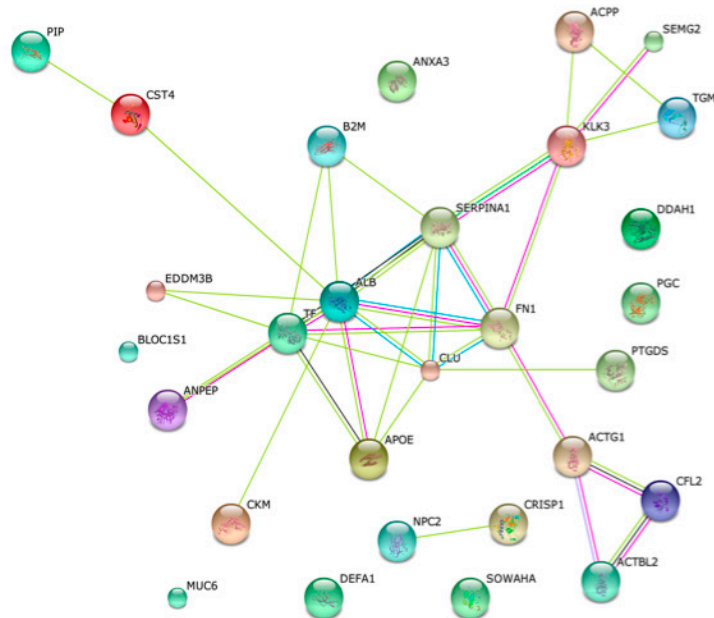 PIP
ACPP
SEMG2
ANXA3
CST4
TGM
B2M
KLK3
SERPINA1
DDAH1
EDDM3B
ALB
PGC
TF
FN1
BLOC1S1
CLU
PTGDS
ANPEP
APOE
ACTG1
CFL2
CKM
NPC2
CRISP1
ACTBL2
MUC6
DEFA1
SOWAHA